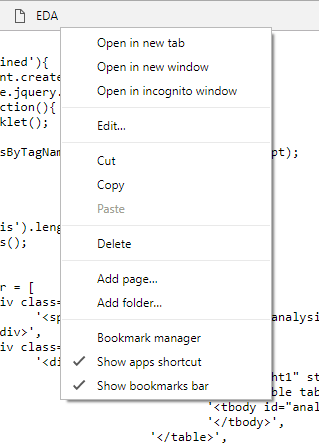 EDA
ined'){
Open in new tab
nt.create
Open in new window
e.jquery.
Open in incognito window
ction(){
klet();
Edit...
sByTagNam
pt);
Cut
Copy
Paste
is').leng
s();
Delete
r = [
Add page...
iv class=
Add folder...
'<sp
analysis
div>',
Bookmark manager
iv class=
'<di
Show apps shortcut
ght1" st
Show bookmarks bar
ble tab
'<tbody id="anal
'</tbody>',
'</table>',